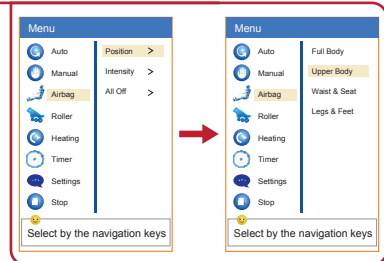 Menu
Auto
Position >
Manual
Intensity >
Airbag
All Off >
Roller
Heating
Timer
Settings
Stop
Select by the navigation keys
Menu
Auto
Full Body
Manual
Upper Body
Airbag
Waist & Seat
Roller
Legs & Feet
Heating
Timer
Settings
Stop
Select by the navigation keys